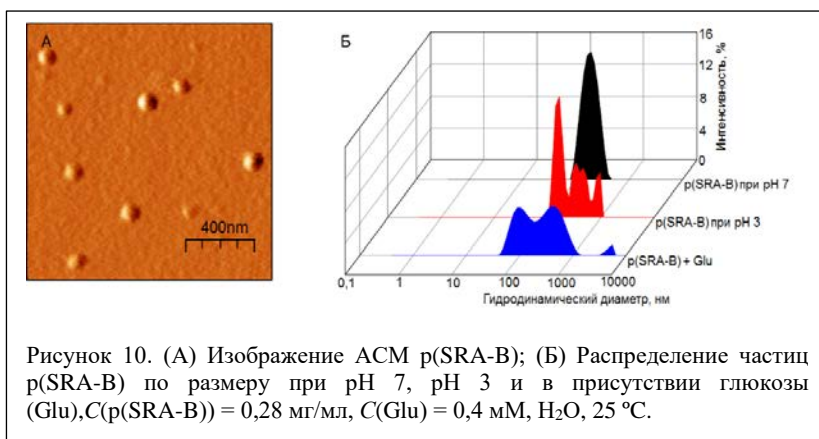 А
400nm
Б
16
12
8
4
0
Интенсивность, %
p(SRA-B) при pH 7
p(SRA-B) при pH 3
p(SRA-B) + Glu
0,1 1 10 100 1000 10000
Гидродинамический диаметр, нм
Рисунок 10. (А) Изображение АСМ p(SRA-B); (Б) Распределение частиц
p(SRA-B) по размеру при pH 7, pH 3 и в присутствии глюкозы
(Glu),C(p(SRA-B)) = 0,28 мг/мл, C(Glu) = 0,4 мМ, H₂O, 25 ºC.